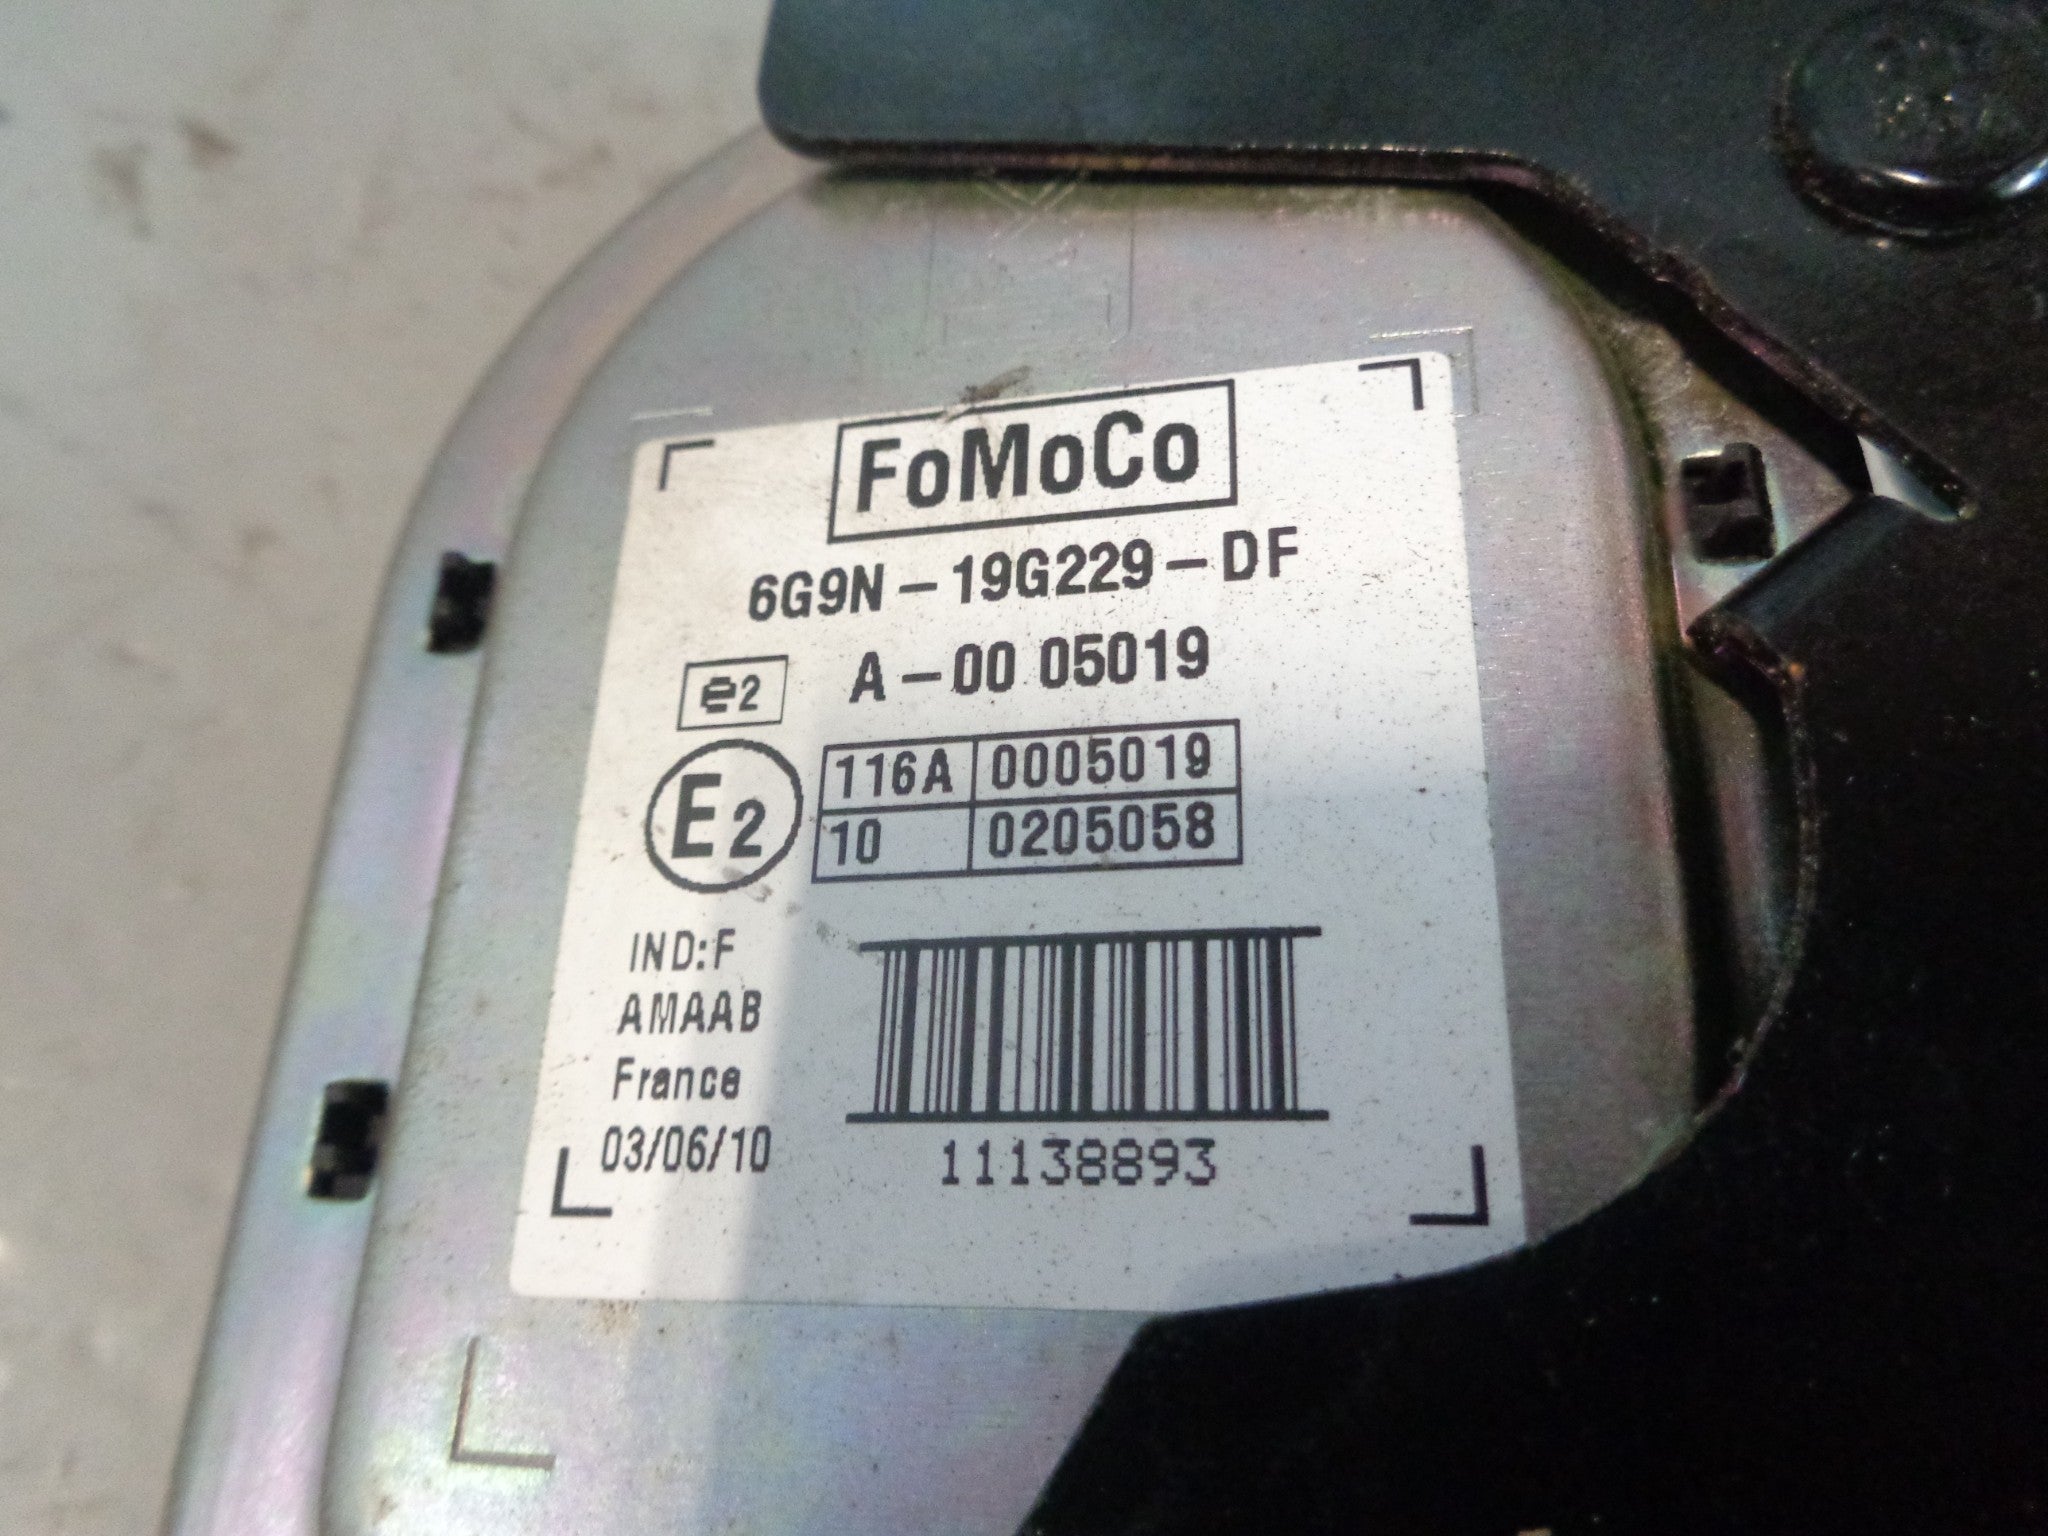 FoMoCo
6G9N-19G229-DF
e2 A-00 05019
E2 116A 0005019
10 0205058
IND:F
AMAAB
France
03/06/10
11138893